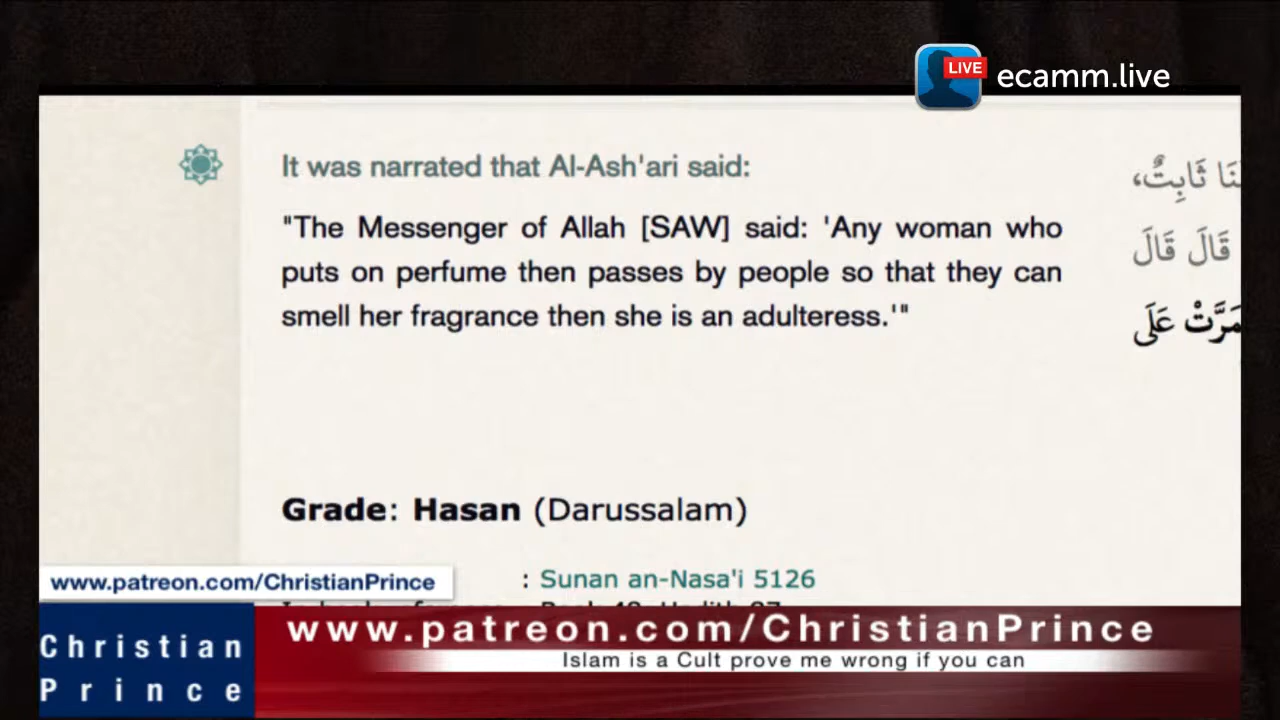 LIVE ecamm.live
It was narrated that Al-Ash'ari said:
"The Messenger of Allah [SAW] said: 'Any woman who
puts on perfume then passes by people so that they can
smell her fragrance then she is an adulteress.'"
ثَابِتٌ،
قَالَ قَالَ
مَرَّتْ عَلَى
Grade: Hasan (Darussalam)
: Sunan an-Nasa'i 5126
www.patreon.com/ChristianPrince
www.patreon.com/ChristianPrince
Islam is a Cult prove me wrong if you can
Christian
Prince